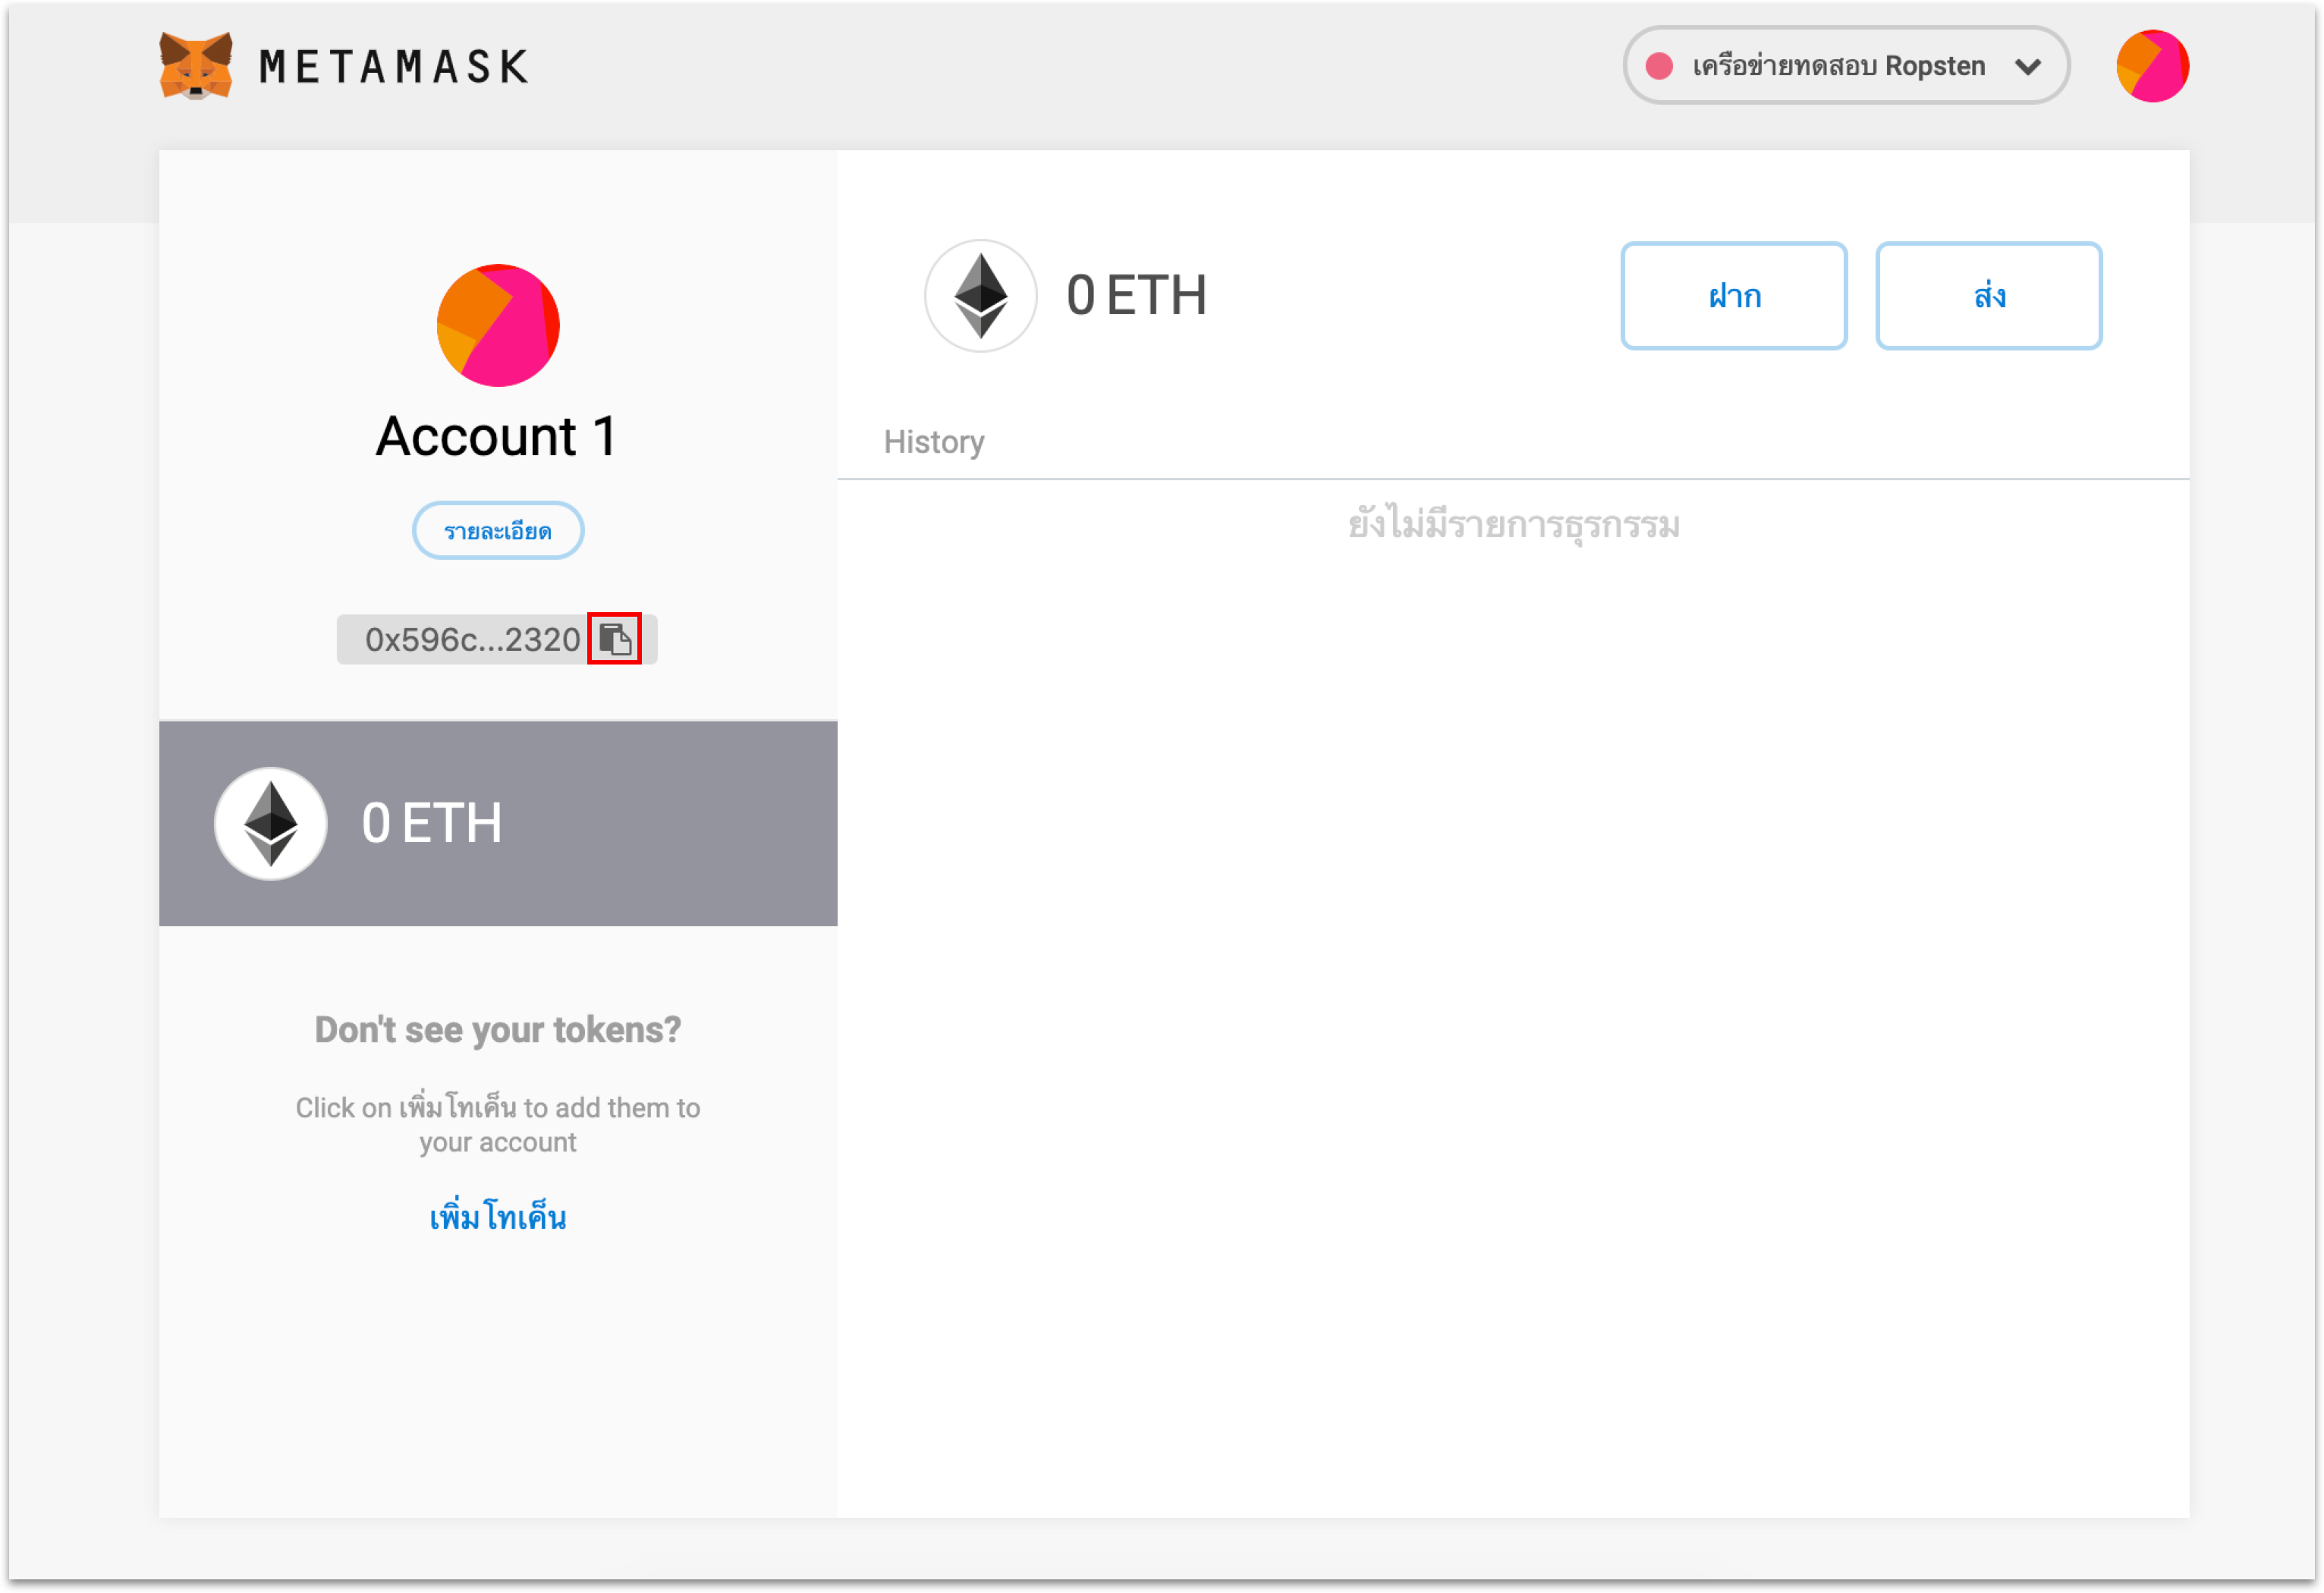 METAMASK
เครือข่ายทดสอบ Ropsten
Account 1
รายละเอียด
0x596c...2320
0 ETH
Don't see your tokens?
Click on เพิ่มโทเค็น to add them to
your account
เพิ่มโทเค็น
0 ETH
ฝาก
ส่ง
History
ยังไม่มีรายการธุรกรรม